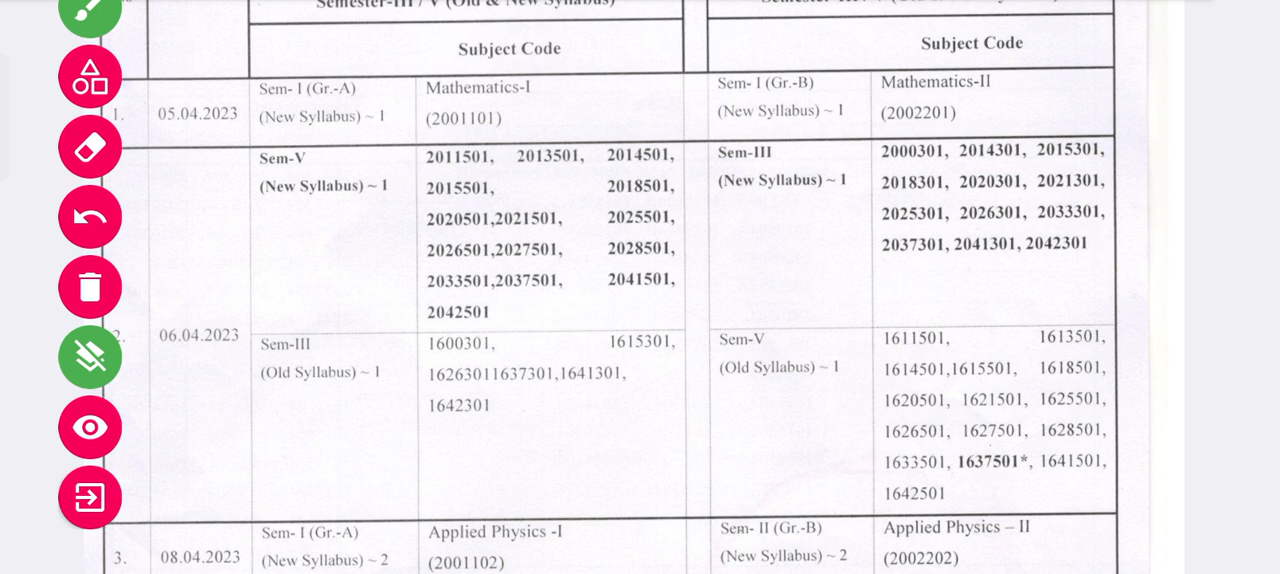 Semester-III / V (Old & New Syllabus)
Subject Code
Subject Code
1.
05.04.2023
Sem- I (Gr.-A)
(New Syllabus) ~ 1
Mathematics-I
(2001101)
Sem- I (Gr.-B)
(New Syllabus) ~ 1
Mathematics-II
(2002201)
2.
06.04.2023
Sem-V
(New Syllabus) ~ 1
2011501, 2013501, 2014501,
2015501, 2018501,
2020501,2021501, 2025501,
2026501,2027501, 2028501,
2033501,2037501, 2041501,
2042501
Sem-III
(New Syllabus) ~ 1
2000301, 2014301, 2015301,
2018301, 2020301, 2021301,
2025301, 2026301, 2033301,
2037301, 2041301, 2042301
Sem-III
(Old Syllabus) ~ 1
1600301, 1615301,
16263011637301,1641301,
1642301
Sem-V
(Old Syllabus) ~ 1
1611501, 1613501,
1614501,1615501, 1618501,
1620501, 1621501, 1625501,
1626501, 1627501, 1628501,
1633501, 1637501*, 1641501,
1642501
3.
08.04.2023
Sem- I (Gr.-A)
(New Syllabus) ~ 2
Applied Physics -I
(2001102)
Sem- II (Gr.-B)
(New Syllabus) ~ 2
Applied Physics – II
(2002202)